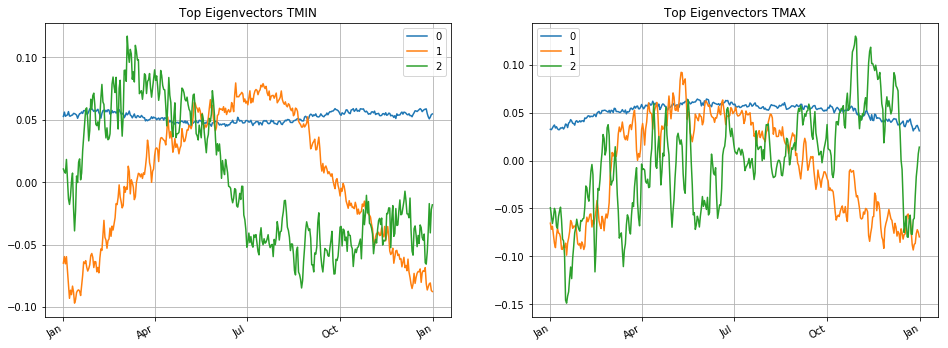 Top Eigenvectors TMIN
0
1
2
0.10
0.05
0.00
−0.05
−0.10
Jan
Apr
Jul
Oct
Jan
Top Eigenvectors TMAX
0
1
2
0.10
0.05
0.00
−0.05
−0.10
−0.15
Jan
Apr
Jul
Oct
Jan